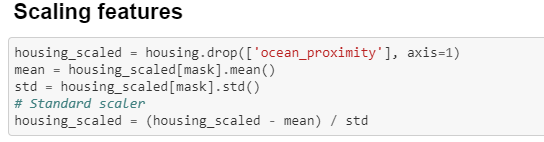 Scaling features
housing_scaled = housing.drop(['ocean_proximity'], axis=1)
mean = housing_scaled[mask].mean()
std = housing_scaled[mask].std()
# Standard scaler
housing_scaled = (housing_scaled - mean) / std